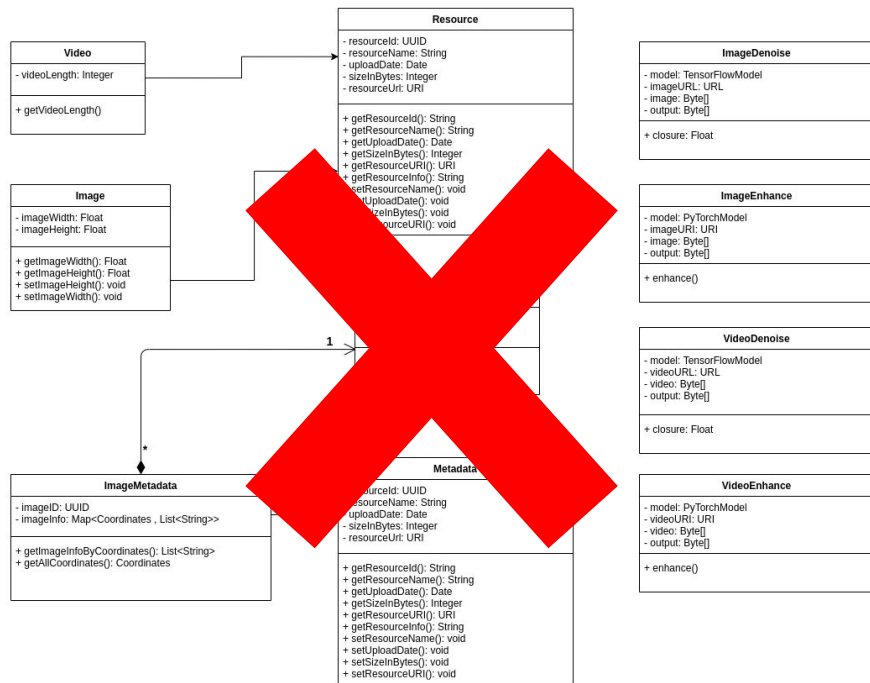 Resource
- resourceId: UUID
- resourceName: String
- uploadDate: Date
- sizeInBytes: Integer
- resourceUrl: URI
+ getResourceId(): String
+ getResourceName(): String
+ getUploadDate(): Date
+ getSizeInBytes(): Integer
+ getResourceURI(): URI
+ getResourceInfo(): String
setResourceName(): void
void
void
void
Video
- videoLength: Integer
+ getVideoLength()
Image
- imageWidth: Float
- imageHeight: Float
+ getImageWidth(): Float
+ getImageHeight(): Float
+ setImageHeight(): void
+ setImageWidth(): void
1
*
ImageMetadata
- imageID: UUID
- imageInfo: Map<Coordinates , List<String>>
+ getImageInfoByCoordinates(): List<String>
+ getAllCoordinates(): Coordinates
Metadata
UUID
String
uploadDate: Date
- sizeInBytes: Integer
- resourceUrl: URI
+ getResourceId(): String
+ getResourceName(): String
+ getUploadDate(): Date
+ getSizeInBytes(): Integer
+ getResourceURI(): URI
+ getResourceInfo(): String
+ setResourceName(): void
+ setUploadDate(): void
+ setSizeInBytes(): void
+ setResourceURI(): void
ImageDenoise
- model: TensorFlowModel
- imageURL: URL
- image: Byte[]
- output: Byte[]
+ closure: Float
ImageEnhance
- model: PyTorchModel
- imageURI: URI
- image: Byte[]
- output: Byte[]
+ enhance()
VideoDenoise
- model: TensorFlowModel
- videoURL: URL
- video: Byte[]
- output: Byte[]
+ closure: Float
VideoEnhance
- model: PyTorchModel
- videoURI: URI
- video: Byte[]
- output: Byte[]
+ enhance()